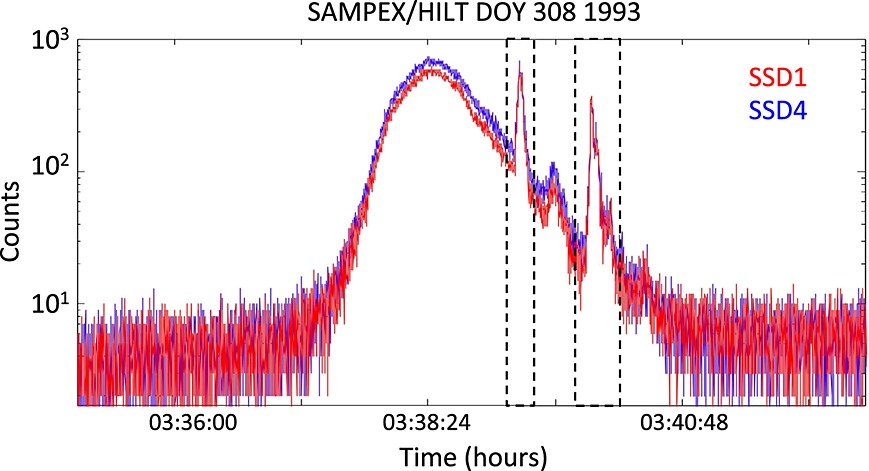 SAMPEX/HILT DOY 308 1993
10³
SSD1
SSD4
10²
Counts
10¹
03:36:00 03:38:24 03:40:48
Time (hours)